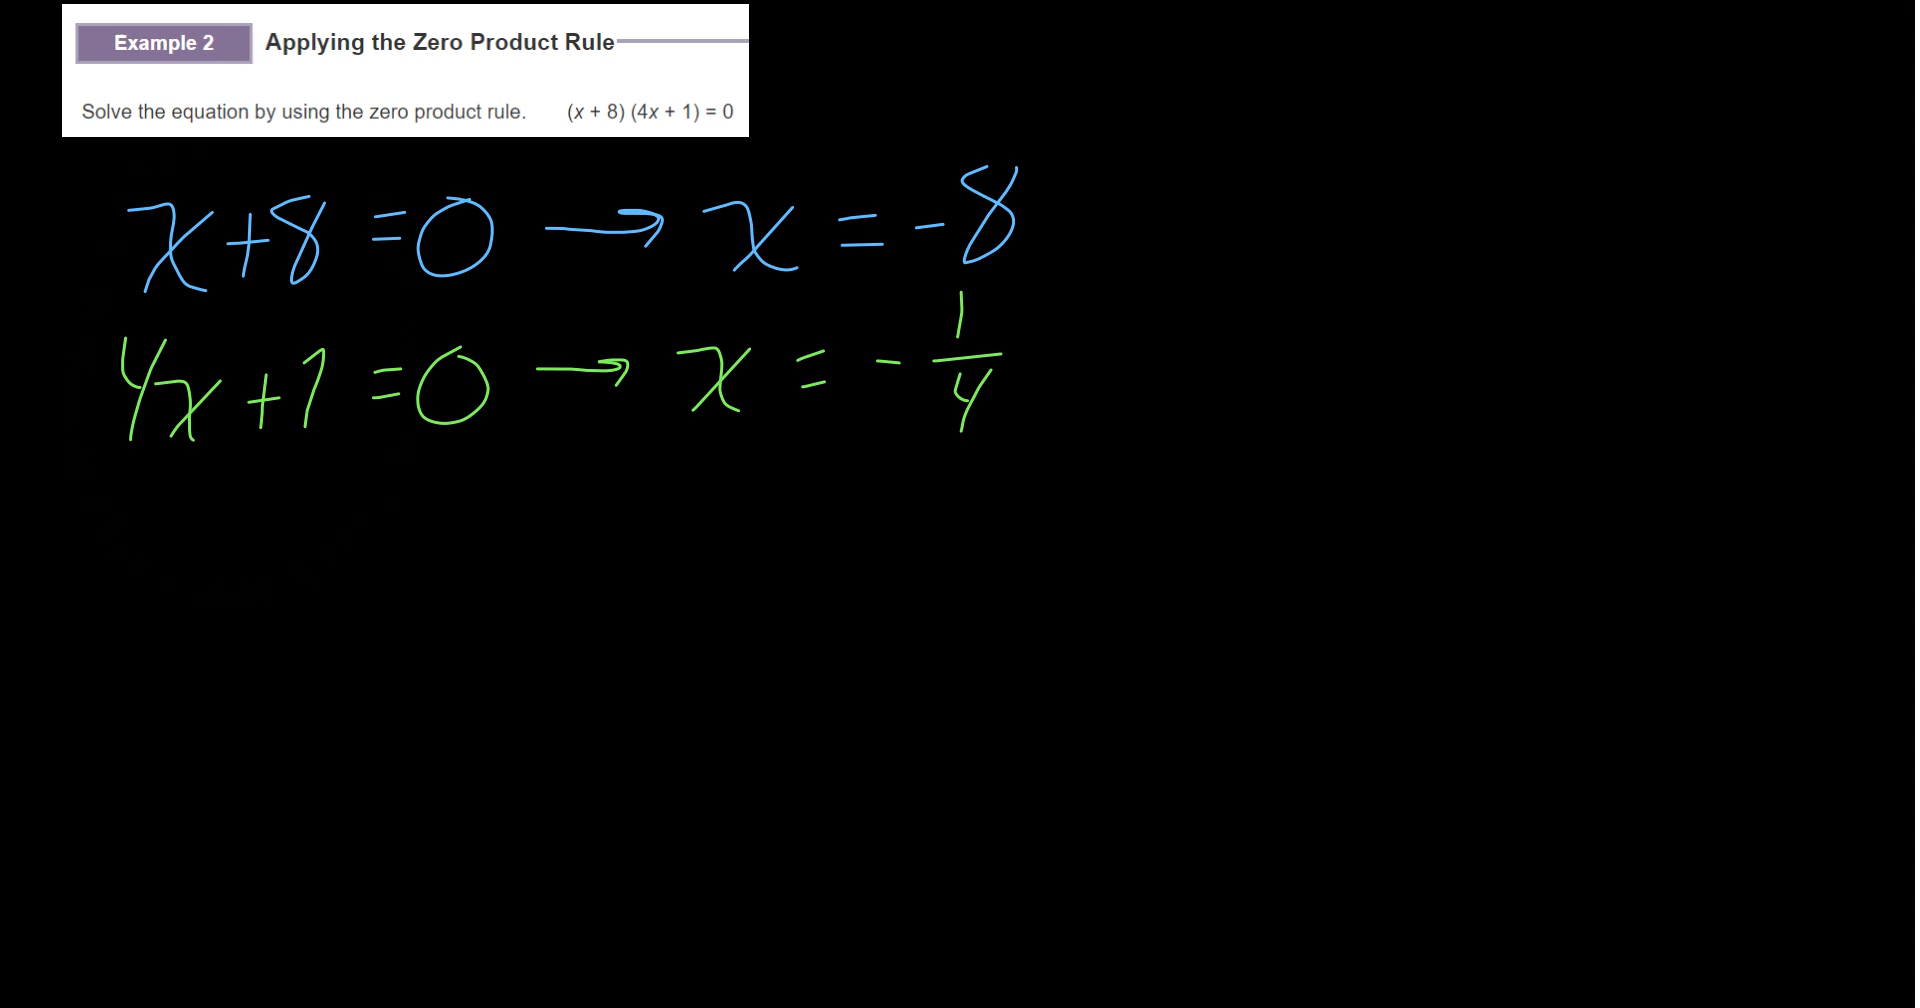 Example 2 Applying the Zero Product Rule
Solve the equation by using the zero product rule. (x + 8) (4x + 1) = 0
x+8=0 → x = -8
4x+1=0 → x = - 1/4